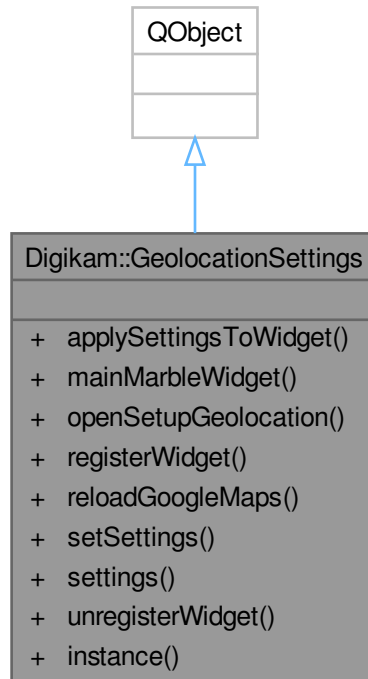 QObject
Digikam::GeolocationSettings
+ applySettingsToWidget()
+ mainMarbleWidget()
+ openSetupGeolocation()
+ registerWidget()
+ reloadGoogleMaps()
+ setSettings()
+ settings()
+ unregisterWidget()
+ instance()